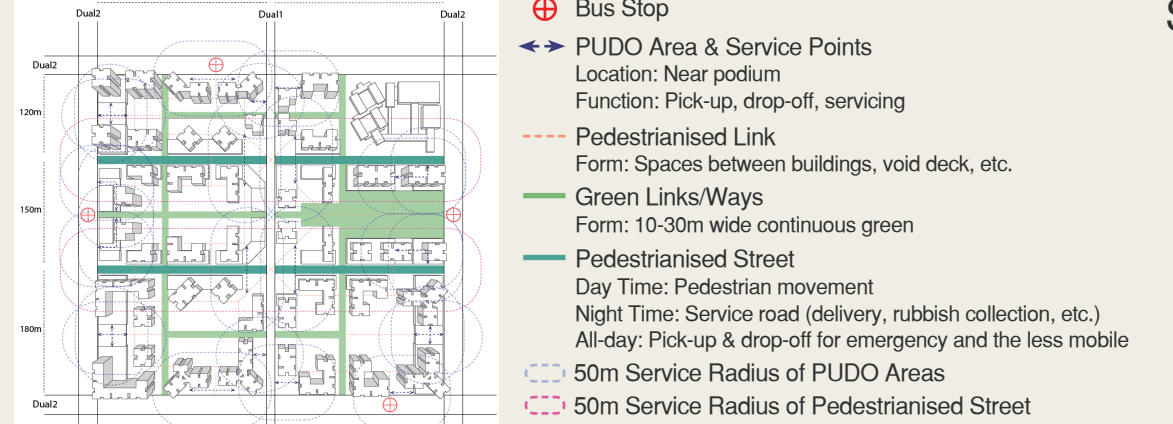 Dual2
Dual1
Dual2
Dual2
120m
150m
180m
Dual2
Bus Stop
PUDO Area & Service Points
Location: Near podium
Function: Pick-up, drop-off, servicing
Pedestrianised Link
Form: Spaces between buildings, void deck, etc.
Green Links/Ways
Form: 10-30m wide continuous green
Pedestrianised Street
Day Time: Pedestrian movement
Night Time: Service road (delivery, rubbish collection, etc.)
All-day: Pick-up & drop-off for emergency and the less mobile
50m Service Radius of PUDO Areas
50m Service Radius of Pedestrianised Street